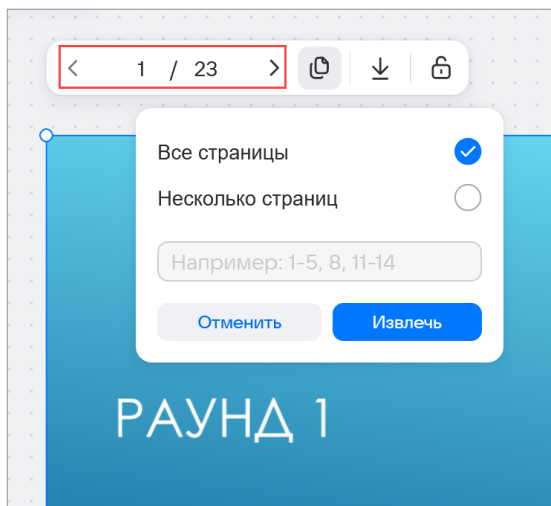 1 / 23
Все страницы
Несколько страниц
Например: 1-5, 8, 11-14
Отменить
Извлечь
РАУНД 1